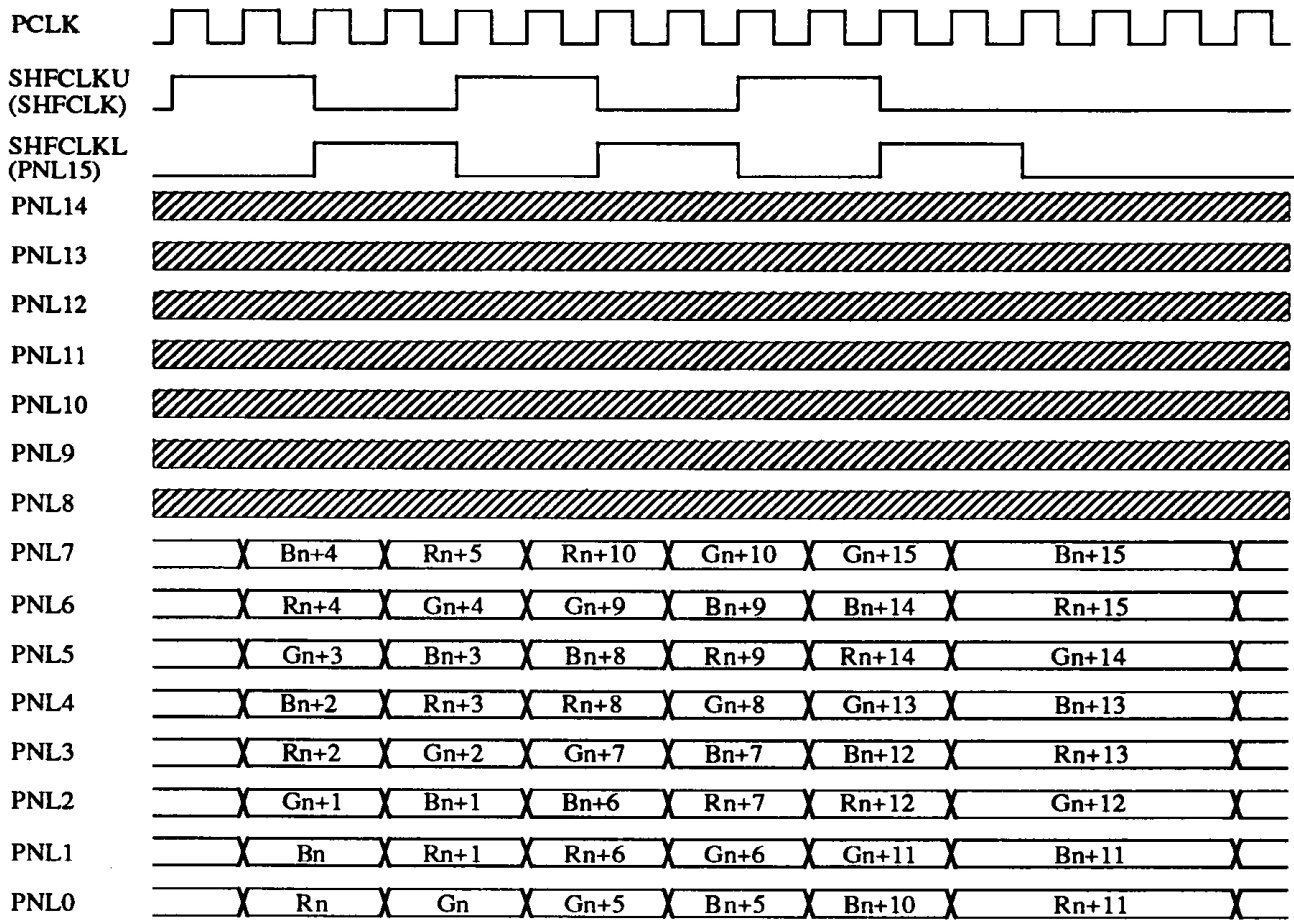 PCLK
SHFCLKU
(SHFCLK)
SHFCLKL
(PNL15)
PNL14
PNL13
PNL12
PNL11
PNL10
PNL9
PNL8
PNL7 Bn+4 Rn+5 Rn+10 Gn+10 Gn+15 Bn+15
PNL6 Rn+4 Gn+4 Gn+9 Bn+9 Bn+14 Rn+15
PNL5 Gn+3 Bn+3 Bn+8 Rn+9 Rn+14 Gn+14
PNL4 Bn+2 Rn+3 Rn+8 Gn+8 Gn+13 Bn+13
PNL3 Rn+2 Gn+2 Gn+7 Bn+7 Bn+12 Rn+13
PNL2 Gn+1 Bn+1 Bn+6 Rn+7 Rn+12 Gn+12
PNL1 Bn Rn+1 Rn+6 Gn+6 Gn+11 Bn+11
PNL0 Rn Gn Gn+5 Bn+5 Bn+10 Rn+11